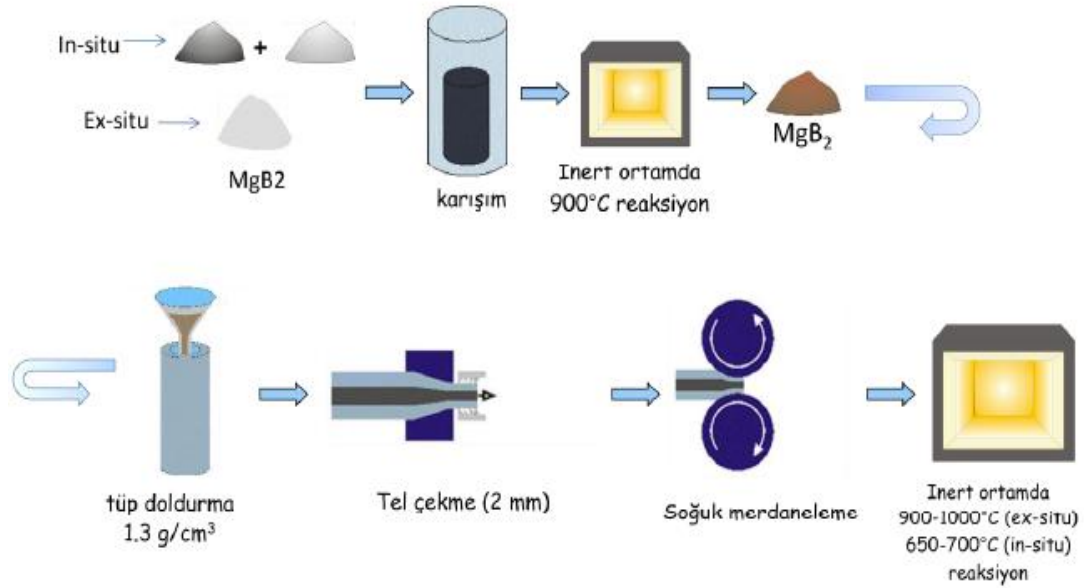 In-situ
+
Ex-situ
MgB2
karışım
Inert ortamda
900°C reaksiyon
MgB₂
tüp doldurma
1.3 g/cm³
Tel çekme (2 mm)
Soğuk merdaneleme
Inert ortamda
900-1000°C (ex-situ)
650-700°C (in-situ)
reaksiyon